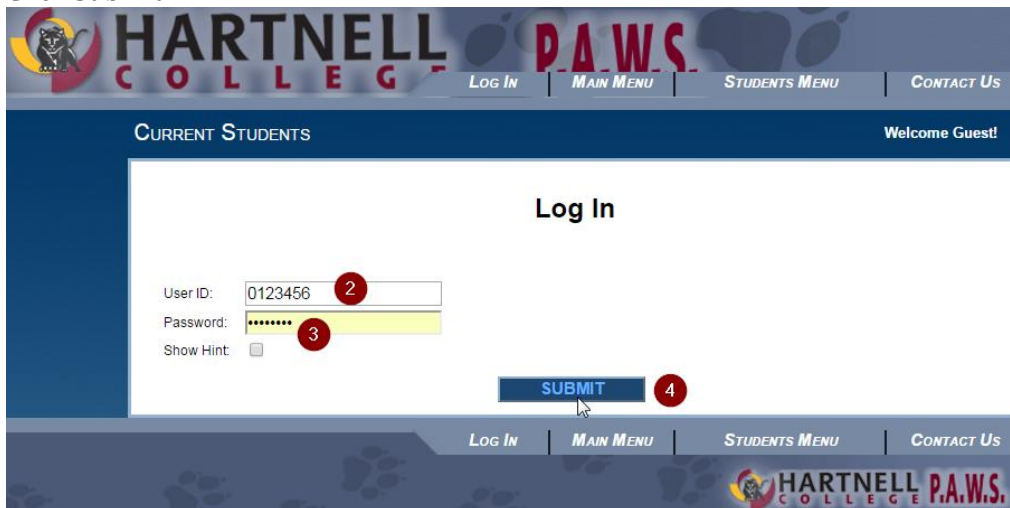 HARTNELL
COLLEGE
P.A.W.S.
LOG IN MAIN MENU STUDENTS MENU CONTACT US
CURRENT STUDENTS Welcome Guest!
Log In
User ID: 0123456 2
Password: •••••••• 3
Show Hint:
SUBMIT 4
LOG IN MAIN MENU STUDENTS MENU CONTACT US
HARTNELL P.A.W.S.
COLLEGE